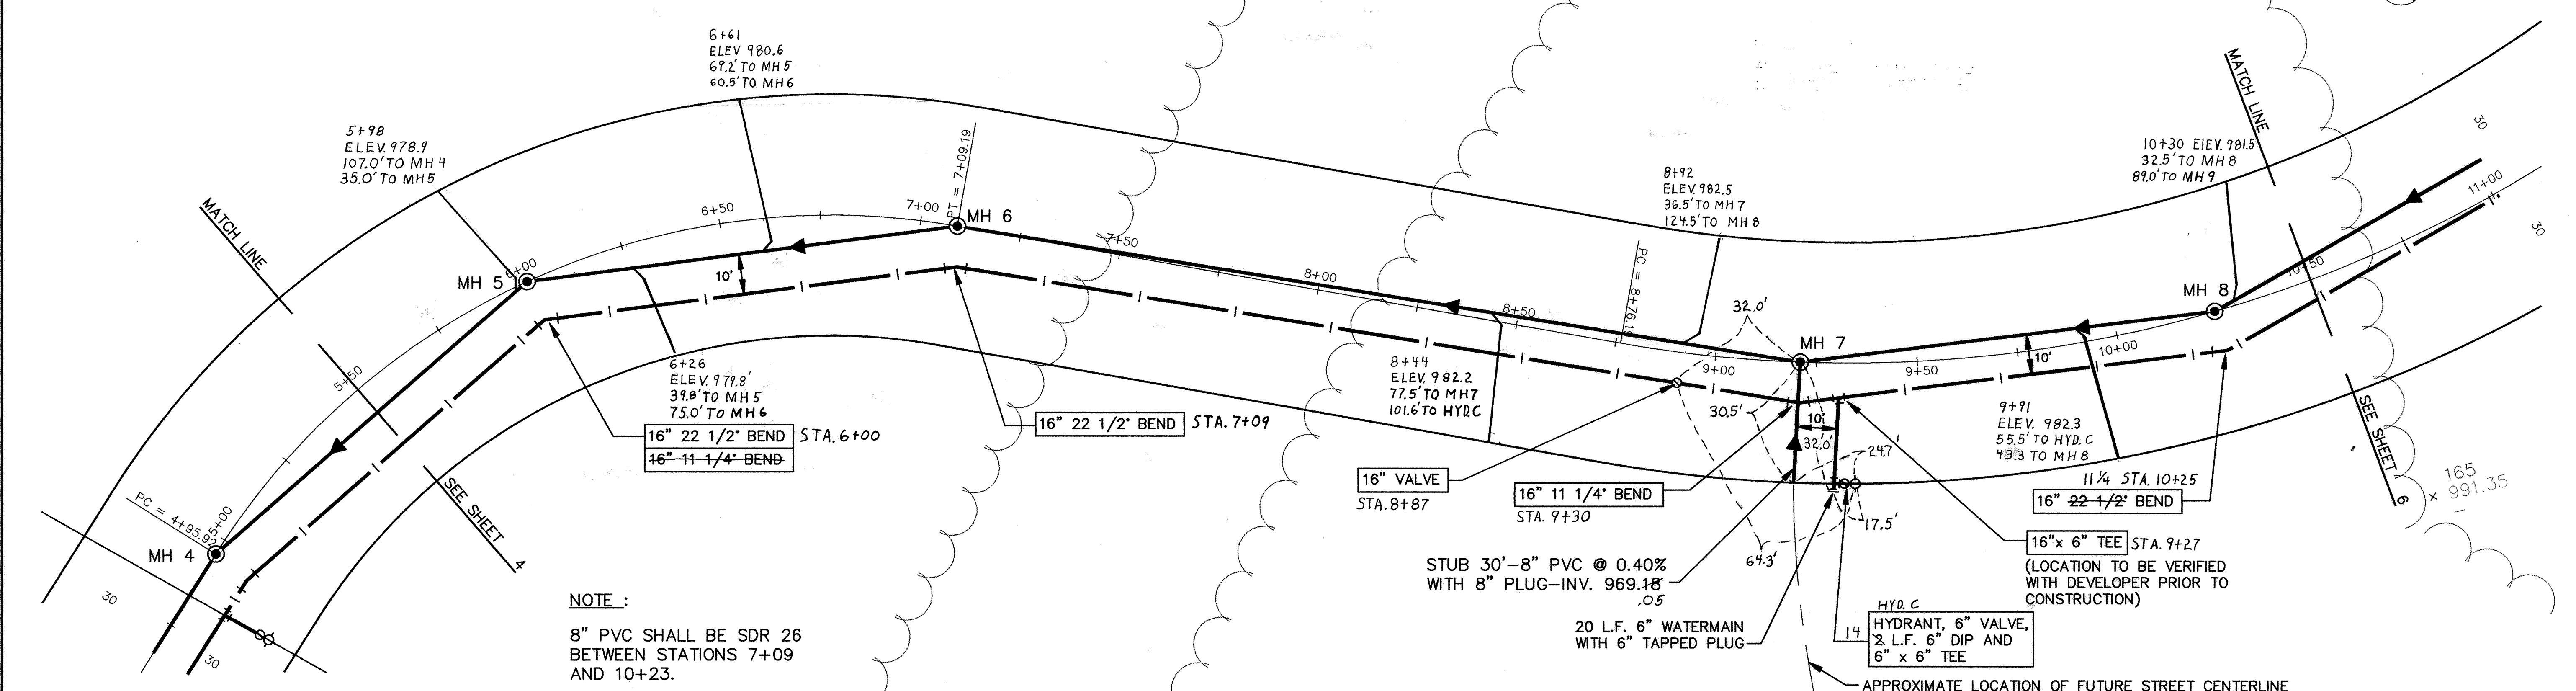 6+61
ELEV 980.6
69.2' TO MH 5
60.5' TO MH 6
5+98
ELEV. 978.9
107.0' TO MH 4
35.0' TO MH 5
MATCH LINE
6+50
7+00
PT = 7+09.19
MH 6
7+50
8+00
8+50
PC = 8+76.19
8+92
ELEV. 982.5
36.5' TO MH 7
124.5' TO MH 8
32.0'
MH 7
9+00
9+50
10+00
10+30 ElEV. 981.5
32.5' TO MH 8
89.0' TO MH 9
MATCH LINE
30
11+00
30
10+50
MH 8
10'
MH 5
6+00
10'
5+50
6+26
ELEV. 979.8'
39.8' TO MH 5
75.0' TO MH 6
16" 22 1/2° BEND STA. 6+00
16" 11 1/4° BEND
16" 22 1/2° BEND STA. 7+09
8+44
ELEV. 982.2
77.5' TO MH7
101.6' TO HYD.C
30.5'
10'
32.0'
24.7'
17.5'
64.3'
16" VALVE
STA. 8+87
16" 11 1/4° BEND
STA. 9+30
9+91
ELEV. 982.3
55.5' TO HYD. C
43.3 TO MH 8
11 1/4 STA. 10+25
16" 22 1/2° BEND
SEE SHEET 6
165
x 991.35
16"x 6" TEE STA. 9+27
(LOCATION TO BE VERIFIED
WITH DEVELOPER PRIOR TO
CONSTRUCTION)
PC = 4+95.92
5+00
MH 4
SEE SHEET 4
30
30
NOTE :
8" PVC SHALL BE SDR 26
BETWEEN STATIONS 7+09
AND 10+23.
STUB 30'-8" PVC @ 0.40%
WITH 8" PLUG-INV. 969.18
.05
20 L.F. 6" WATERMAIN
WITH 6" TAPPED PLUG
HYD. C
HYDRANT, 6" VALVE,
14 2 L.F. 6" DIP AND
6" x 6" TEE
APPROXIMATE LOCATION OF FUTURE STREET CENTERLINE